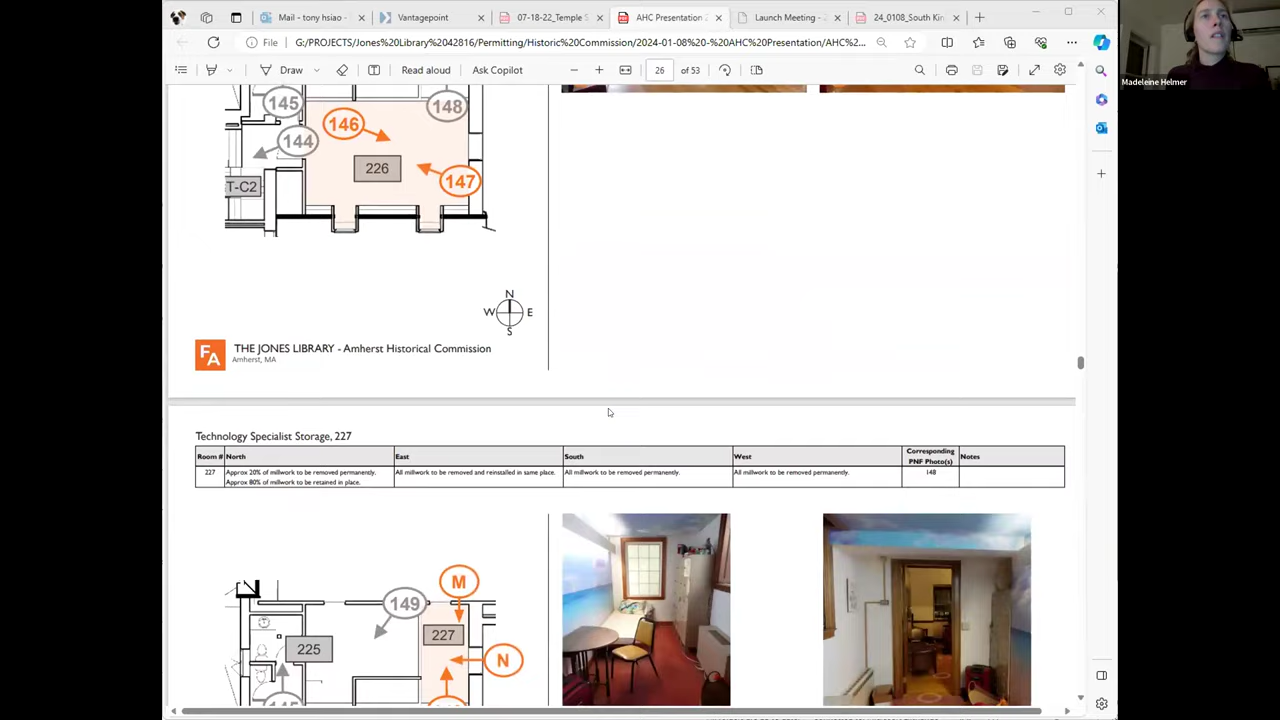 Mail - tony hsiao -
Vantagepoint
07-18-22_Temple S
AHC Presentation 2
Launch Meeting -
24_0108_South Kin
File
G:/PROJECTS/Jones%20Library%2042816/Permitting/Historic%20Commission/2024-01-08%20-%20AHC%20Presentation/AHC%...
Draw
Read aloud
Ask Copilot
26
of 53
Madeleine Helmer
145
148
146
144
226
147
T-C2
N
W
E
S
FA
THE JONES LIBRARY - Amherst Historical Commission
Amherst, MA
Technology Specialist Storage, 227
Room # North East South West Corresponding PNF Photo(s) Notes
227 Approx 20% of millwork to be removed permanently. All millwork to be removed and reinstalled in same place. All millwork to be removed permanently. All millwork to be removed permanently. 148
Approx 80% of millwork to be retained in place.
M
149
227
225
N